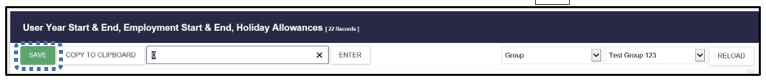 User Year Start & End, Employment Start & End, Holiday Allowances [ 22 Records ]
SAVE COPY TO CLIPBOARD ENTER Group Test Group 123 RELOAD